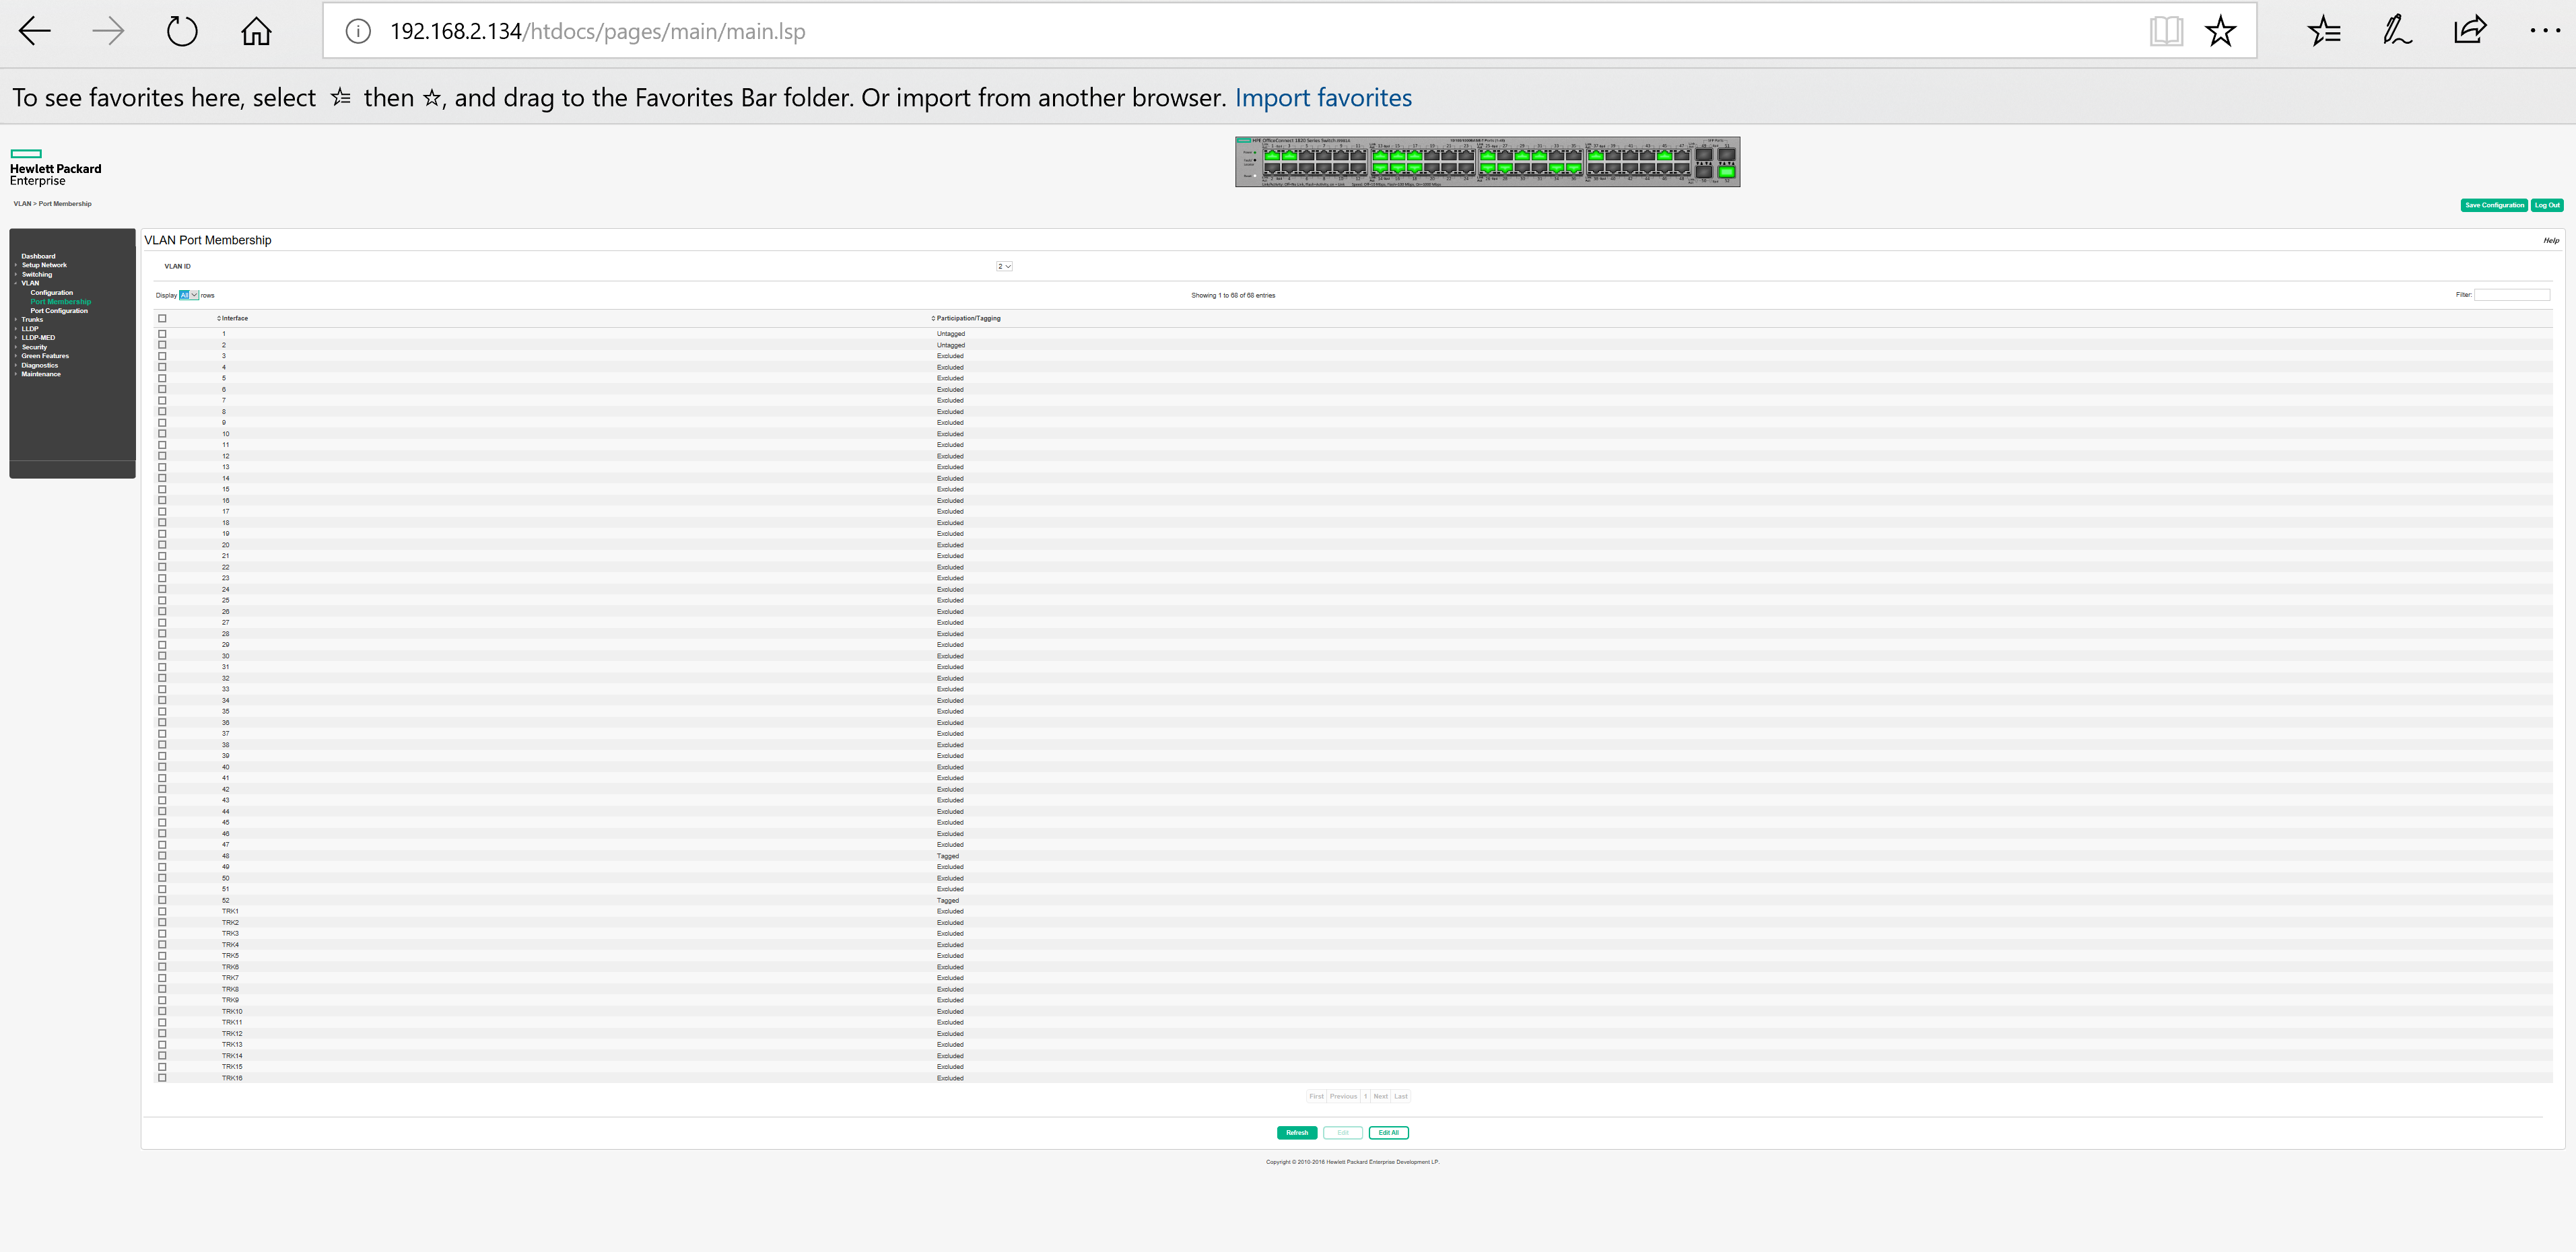 192.168.2.134/htdocs/pages/main/main.lsp
To see favorites here, select then , and drag to the Favorites Bar folder. Or import from another browser. Import favorites
HPE OfficeConnect 1820 Series Switch
Hewlett Packard
Enterprise
VLAN > Port Membership
Save Configuration Log Out
Dashboard
Setup Network
Switching
VLAN
Configuration
Port Membership
Port Configuration
Trunks
LLDP
LLDP-MED
Security
Green Features
Diagnostics
Maintenance
VLAN Port Membership
Help
VLAN ID 2
Display All rows Showing 1 to 68 of 68 entries Filter:
Interface Participation/Tagging
1 Untagged
2 Untagged
3 Excluded
4 Excluded
5 Excluded
6 Excluded
7 Excluded
8 Excluded
9 Excluded
10 Excluded
11 Excluded
12 Excluded
13 Excluded
14 Excluded
15 Excluded
16 Excluded
17 Excluded
18 Excluded
19 Excluded
20 Excluded
21 Excluded
22 Excluded
23 Excluded
24 Excluded
25 Excluded
26 Excluded
27 Excluded
28 Excluded
29 Excluded
30 Excluded
31 Excluded
32 Excluded
33 Excluded
34 Excluded
35 Excluded
36 Excluded
37 Excluded
38 Excluded
39 Excluded
40 Excluded
41 Excluded
42 Excluded
43 Excluded
44 Excluded
45 Excluded
46 Excluded
47 Excluded
48 Tagged
49 Excluded
50 Excluded
51 Excluded
52 Tagged
TRK1 Excluded
TRK2 Excluded
TRK3 Excluded
TRK4 Excluded
TRK5 Excluded
TRK6 Excluded
TRK7 Excluded
TRK8 Excluded
TRK9 Excluded
TRK10 Excluded
TRK11 Excluded
TRK12 Excluded
TRK13 Excluded
TRK14 Excluded
TRK15 Excluded
TRK16 Excluded
First Previous 1 Next Last
Refresh Edit Edit All
Copyright © 2010-2016 Hewlett Packard Enterprise Development LP.